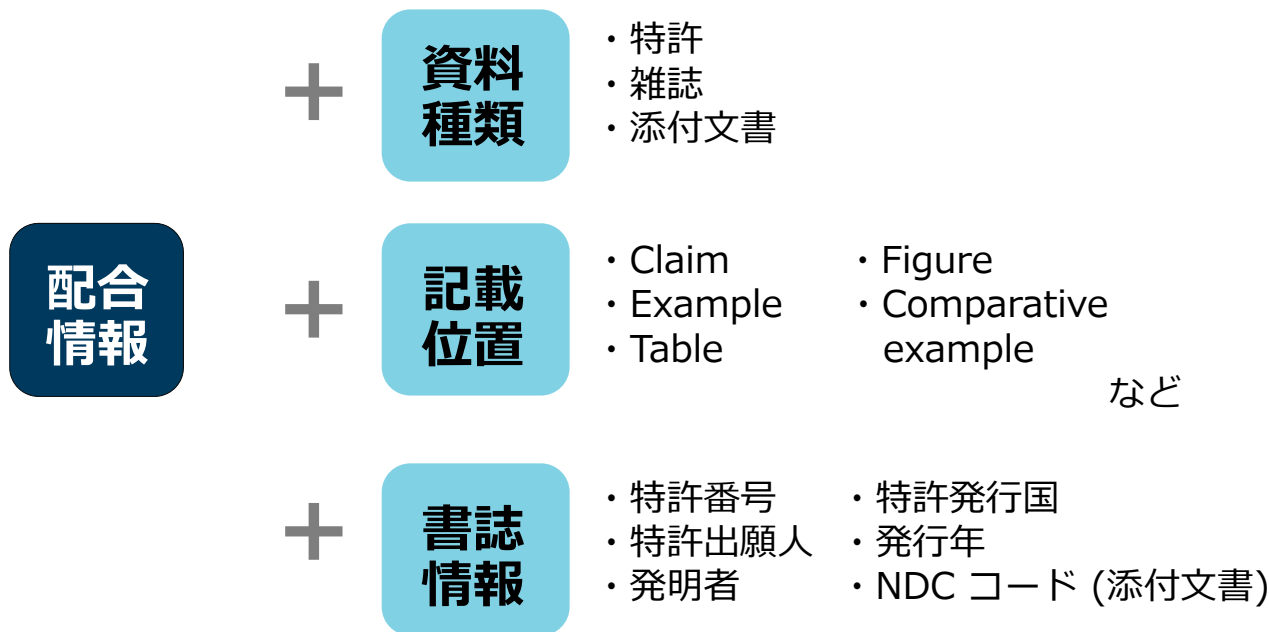 配合
情報
+
資料
種類
・特許
・雑誌
・添付文書
+
記載
位置
・Claim
・Example
・Table
・Figure
・Comparative
example
など
+
書誌
情報
・特許番号
・特許出願人
・発明者
・特許発行国
・発行年
・NDC コード (添付文書)